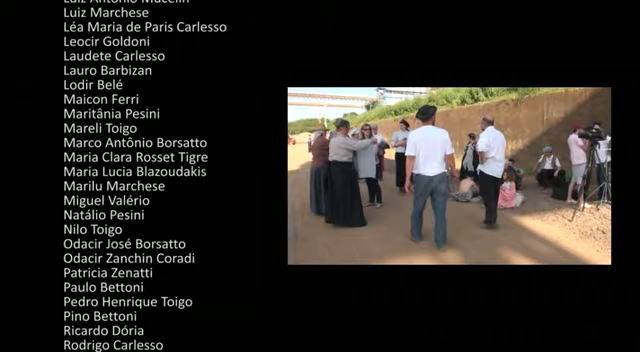 Luiz Antônio Mucelin
Luiz Marchese
Léa Maria de Paris Carlesso
Leocir Goldoni
Laudete Carlesso
Lauro Barbizan
Lodir Belé
Maicon Ferri
Maritânia Pesini
Mareli Toigo
Marco Antônio Borsatto
Maria Clara Rosset Tigre
Maria Lucia Blazoudakis
Marilu Marchese
Miguel Valério
Natálio Pesini
Nilo Toigo
Odacir José Borsatto
Odacir Zanchin Coradi
Patricia Zenatti
Paulo Bettoni
Pedro Henrique Toigo
Pino Bettoni
Ricardo Dória
Rodrigo Carlesso